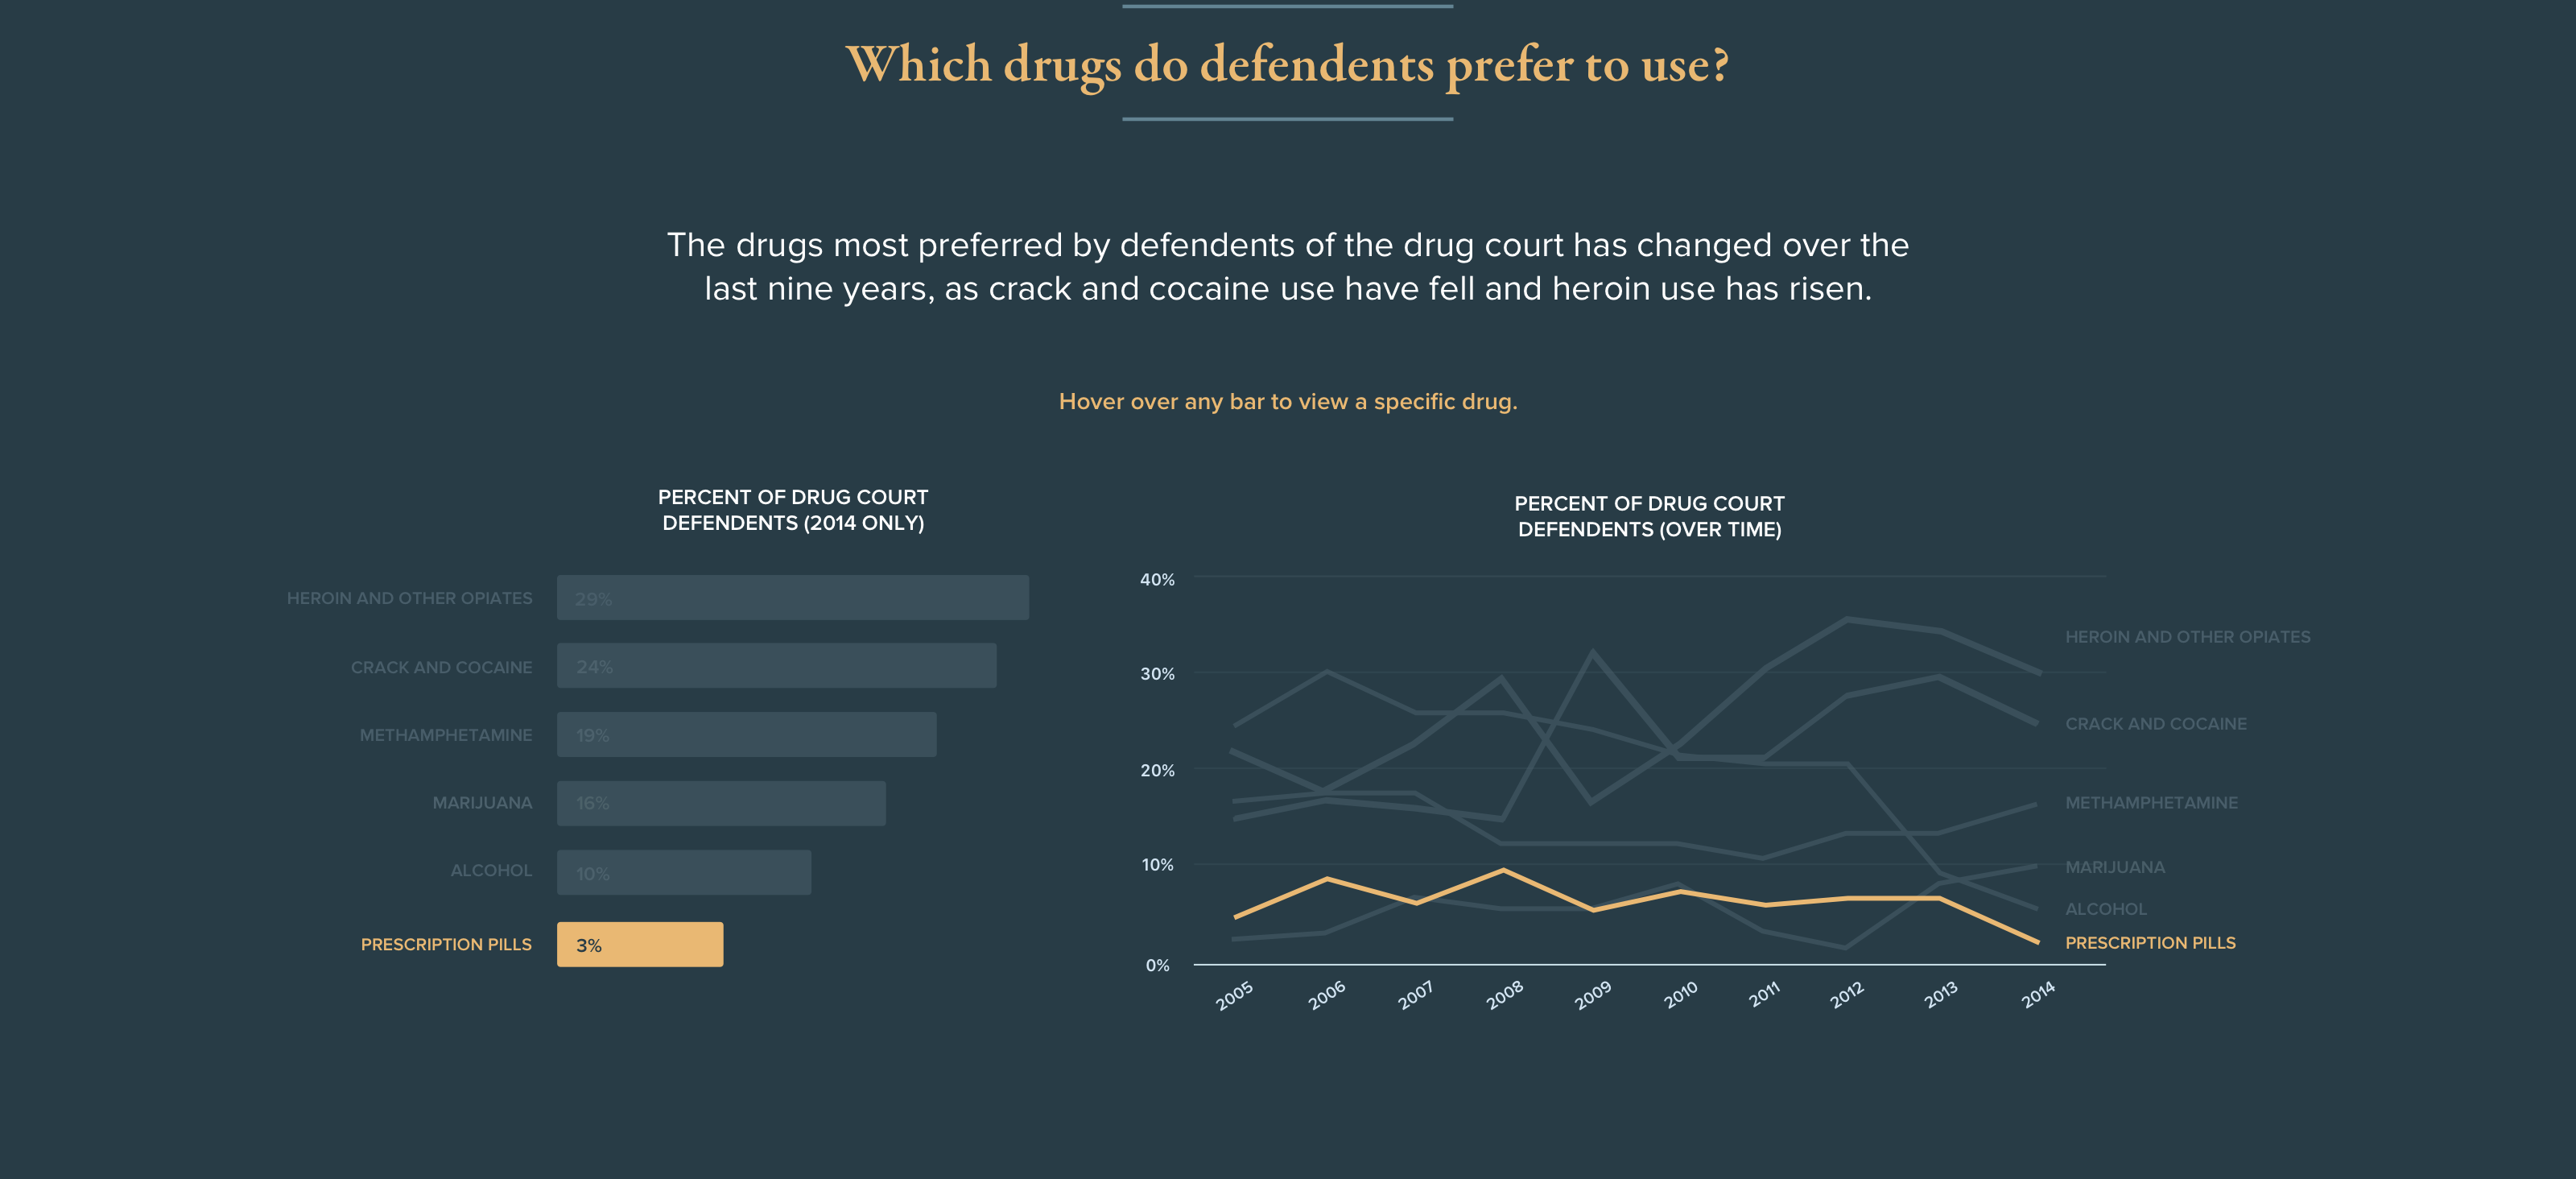 Which drugs do defendents prefer to use?
The drugs most preferred by defendents of the drug court has changed over the
last nine years, as crack and cocaine use have fell and heroin use has risen.
Hover over any bar to view a specific drug.
PERCENT OF DRUG COURT
DEFENDENTS (2014 ONLY)
HEROIN AND OTHER OPIATES
29%
CRACK AND COCAINE
24%
METHAMPHETAMINE
19%
MARIJUANA
16%
ALCOHOL
10%
PRESCRIPTION PILLS
3%
PERCENT OF DRUG COURT
DEFENDENTS (OVER TIME)
40%
30%
20%
10%
0%
2005
2006
2007
2008
2009
2010
2011
2012
2013
2014
HEROIN AND OTHER OPIATES
CRACK AND COCAINE
METHAMPHETAMINE
MARIJUANA
ALCOHOL
PRESCRIPTION PILLS